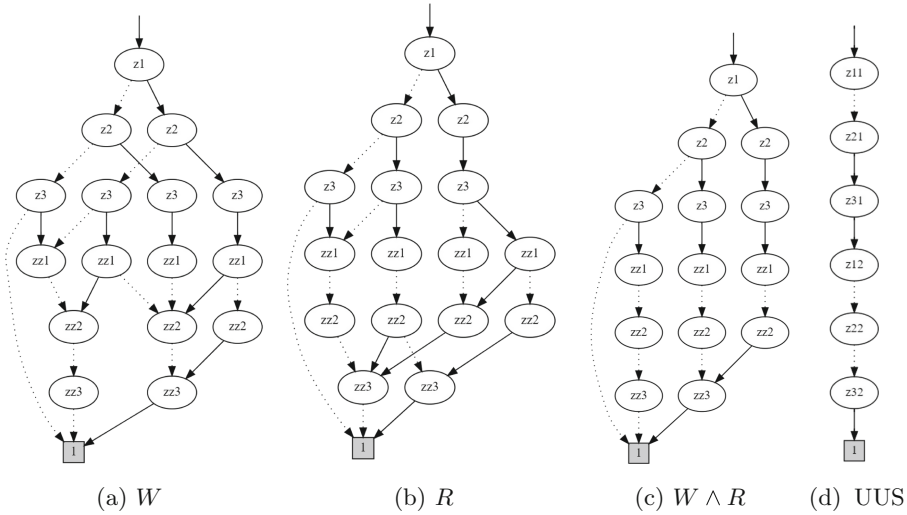 z1
z2 z2
z3 z3 z3 z3
zz1 zz1 zz1 zz1
zz2 zz2 zz2
zz3 zz3
1
(a) W
z1
z2 z2
z3 z3 z3
zz1 zz1 zz1 zz1
zz2 zz2 zz2 zz2
zz3 zz3
1
(b) R
z1
z2 z2
z3 z3 z3
zz1 zz1 zz1
zz2 zz2 zz2
zz3 zz3
1
(c) W ∧ R
z11
z21
z31
z12
z22
z32
1
(d) UUS